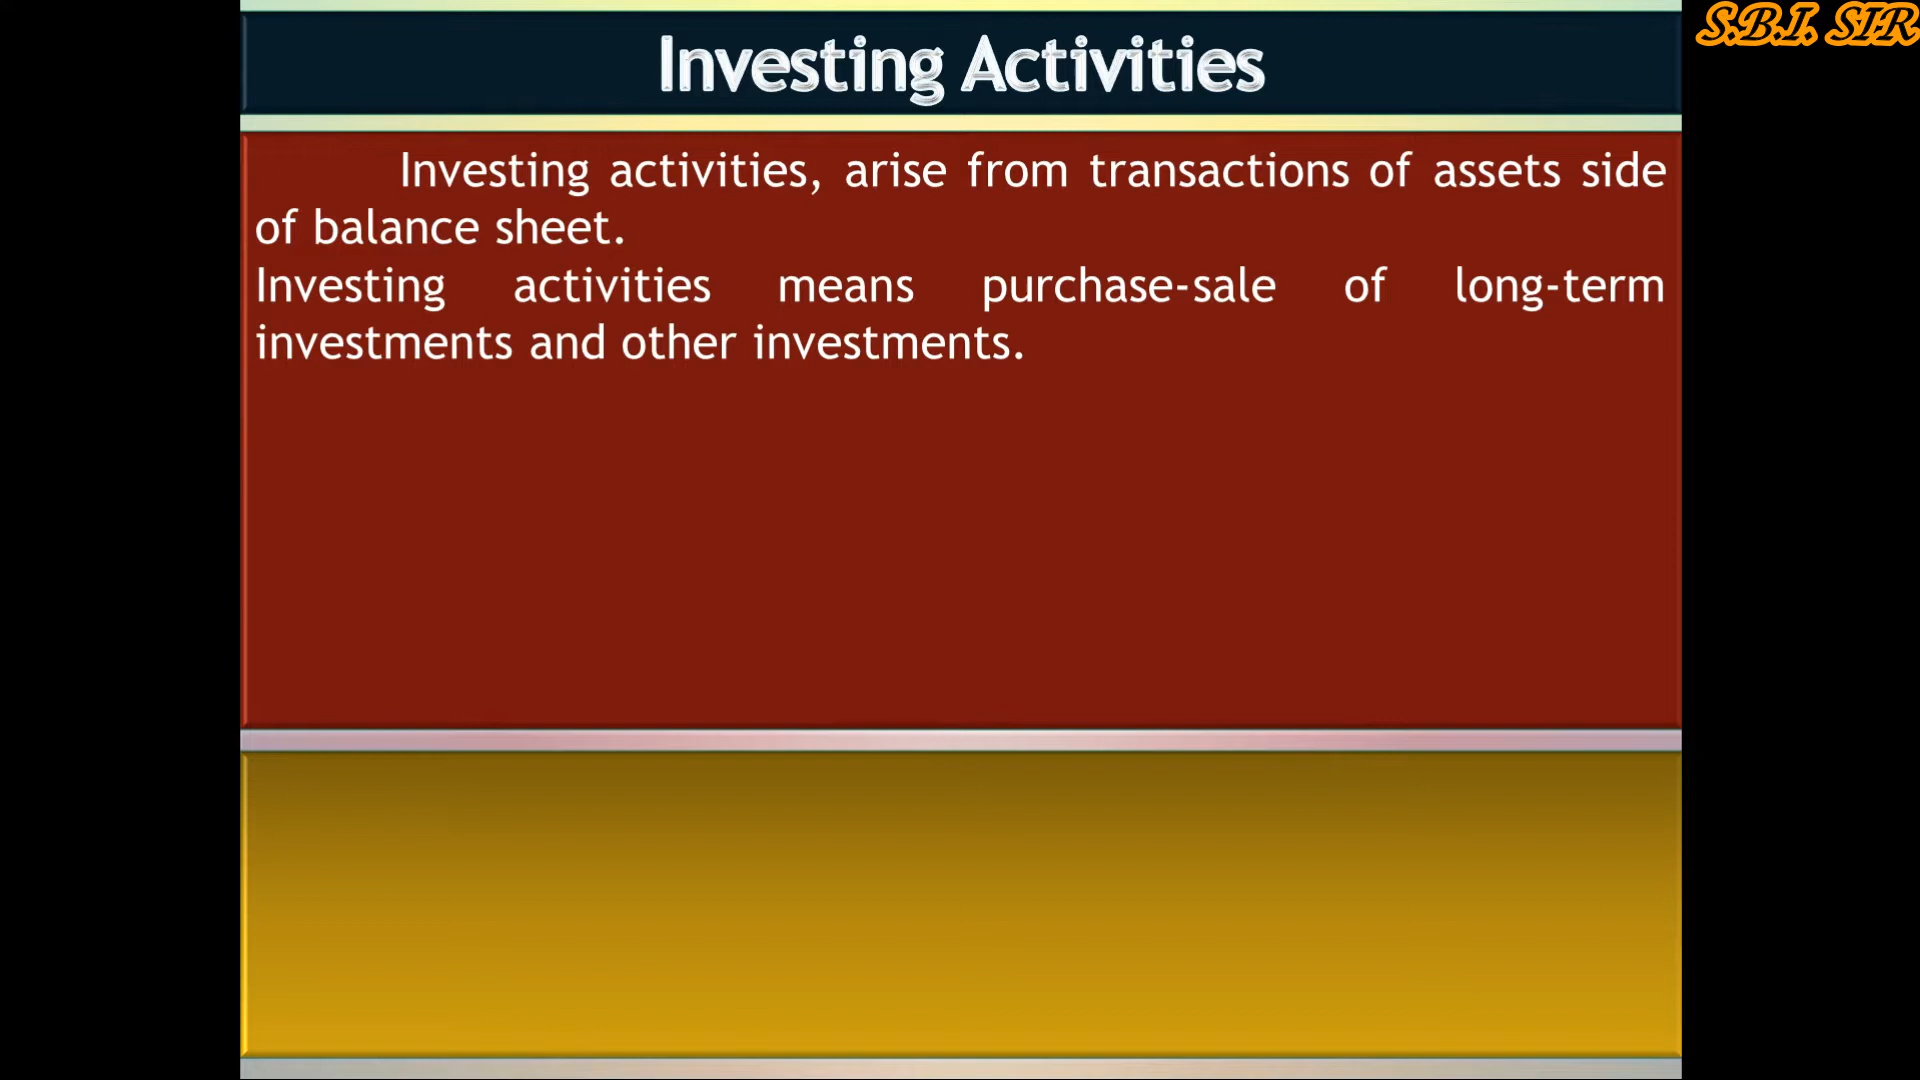 Investing Activities
S.B.I. SIR
Investing activities, arise from transactions of assets side
of balance sheet.
Investing activities means purchase-sale of long-term
investments and other investments.